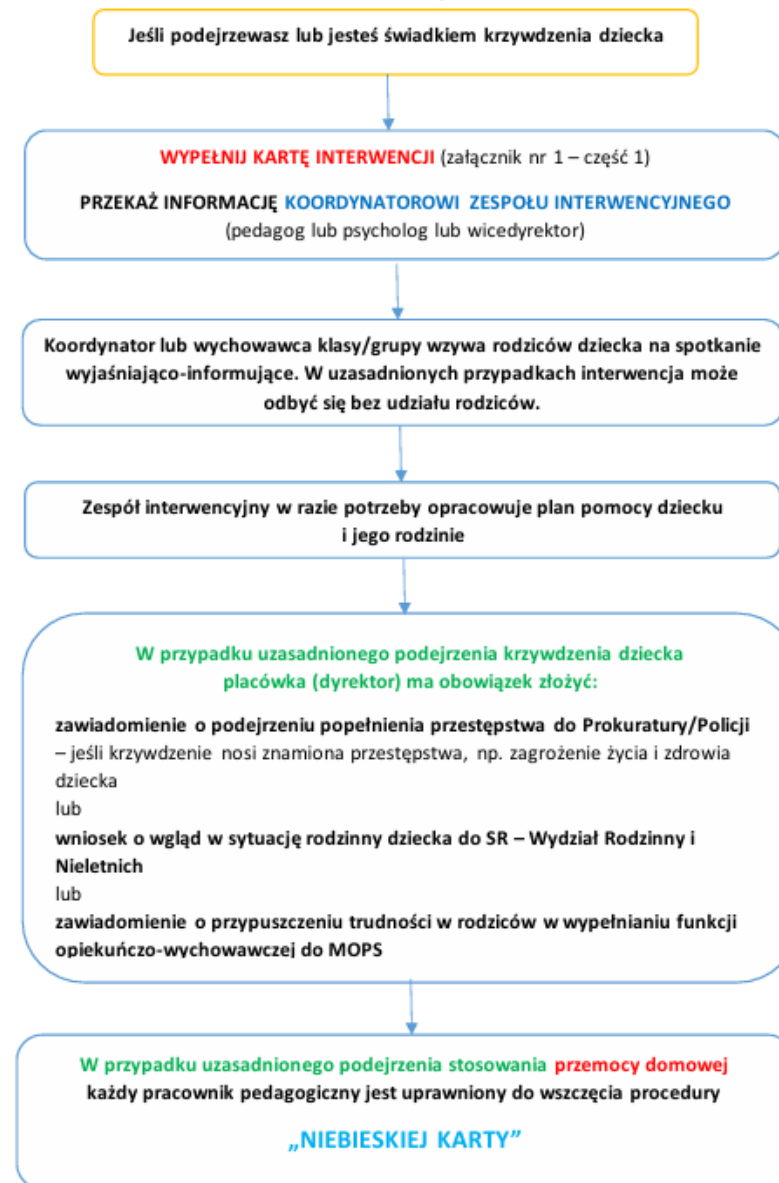 Jeśli podejrzewasz lub jesteś świadkiem krzywdzenia dziecka
WYPEŁNIJ KARTĘ INTERWENCJI (załącznik nr 1 – część 1)
PRZEKAŻ INFORMACJĘ KOORDYNATOROWI ZESPOŁU INTERWENCYJNEGO
(pedagog lub psycholog lub wicedyrektor)
Koordynator lub wychowawca klasy/grupy wzywa rodziców dziecka na spotkanie
wyjaśniająco-informujące. W uzasadnionych przypadkach interwencja może
odbyć się bez udziału rodziców.
Zespół interwencyjny w razie potrzeby opracowuje plan pomocy dziecku
i jego rodzinie
W przypadku uzasadnionego podejrzenia krzywdzenia dziecka
placówka (dyrektor) ma obowiązek złożyć:
zawiadomienie o podejrzeniu popełnienia przestępstwa do Prokuratury/Policji
– jeśli krzywdzenie nosi znamiona przestępstwa, np. zagrożenie życia i zdrowia
dziecka
lub
wniosek o wgląd w sytuację rodzinny dziecka do SR – Wydział Rodzinny i
Nieletnich
lub
zawiadomienie o przypuszczeniu trudności w rodziców w wypełnianiu funkcji
opiekuńczo-wychowawczej do MOPS
W przypadku uzasadnionego podejrzenia stosowania przemocy domowej
każdy pracownik pedagogiczny jest uprawniony do wszczęcia procedury
„NIEBIESKIEJ KARTY”